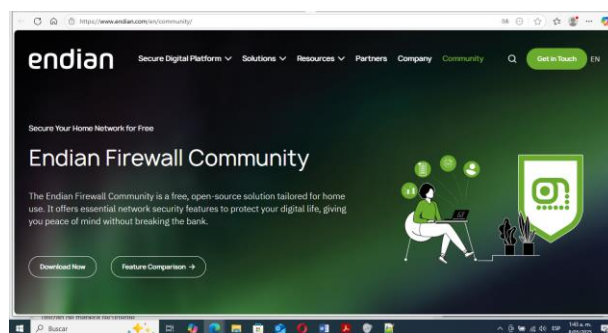 https://www.endian.com/en/community/
endian
Secure Digital Platform Solutions Resources Partners Company Community Get in Touch EN
Secure Your Home Network for Free
Endian Firewall Community
The Endian Firewall Community is a free, open-source solution tailored for home
use. It offers essential network security features to protect your digital life, giving
you peace of mind without breaking the bank.
Download Now Feature Comparison →
Buscar
ESP
1:40 a. m.